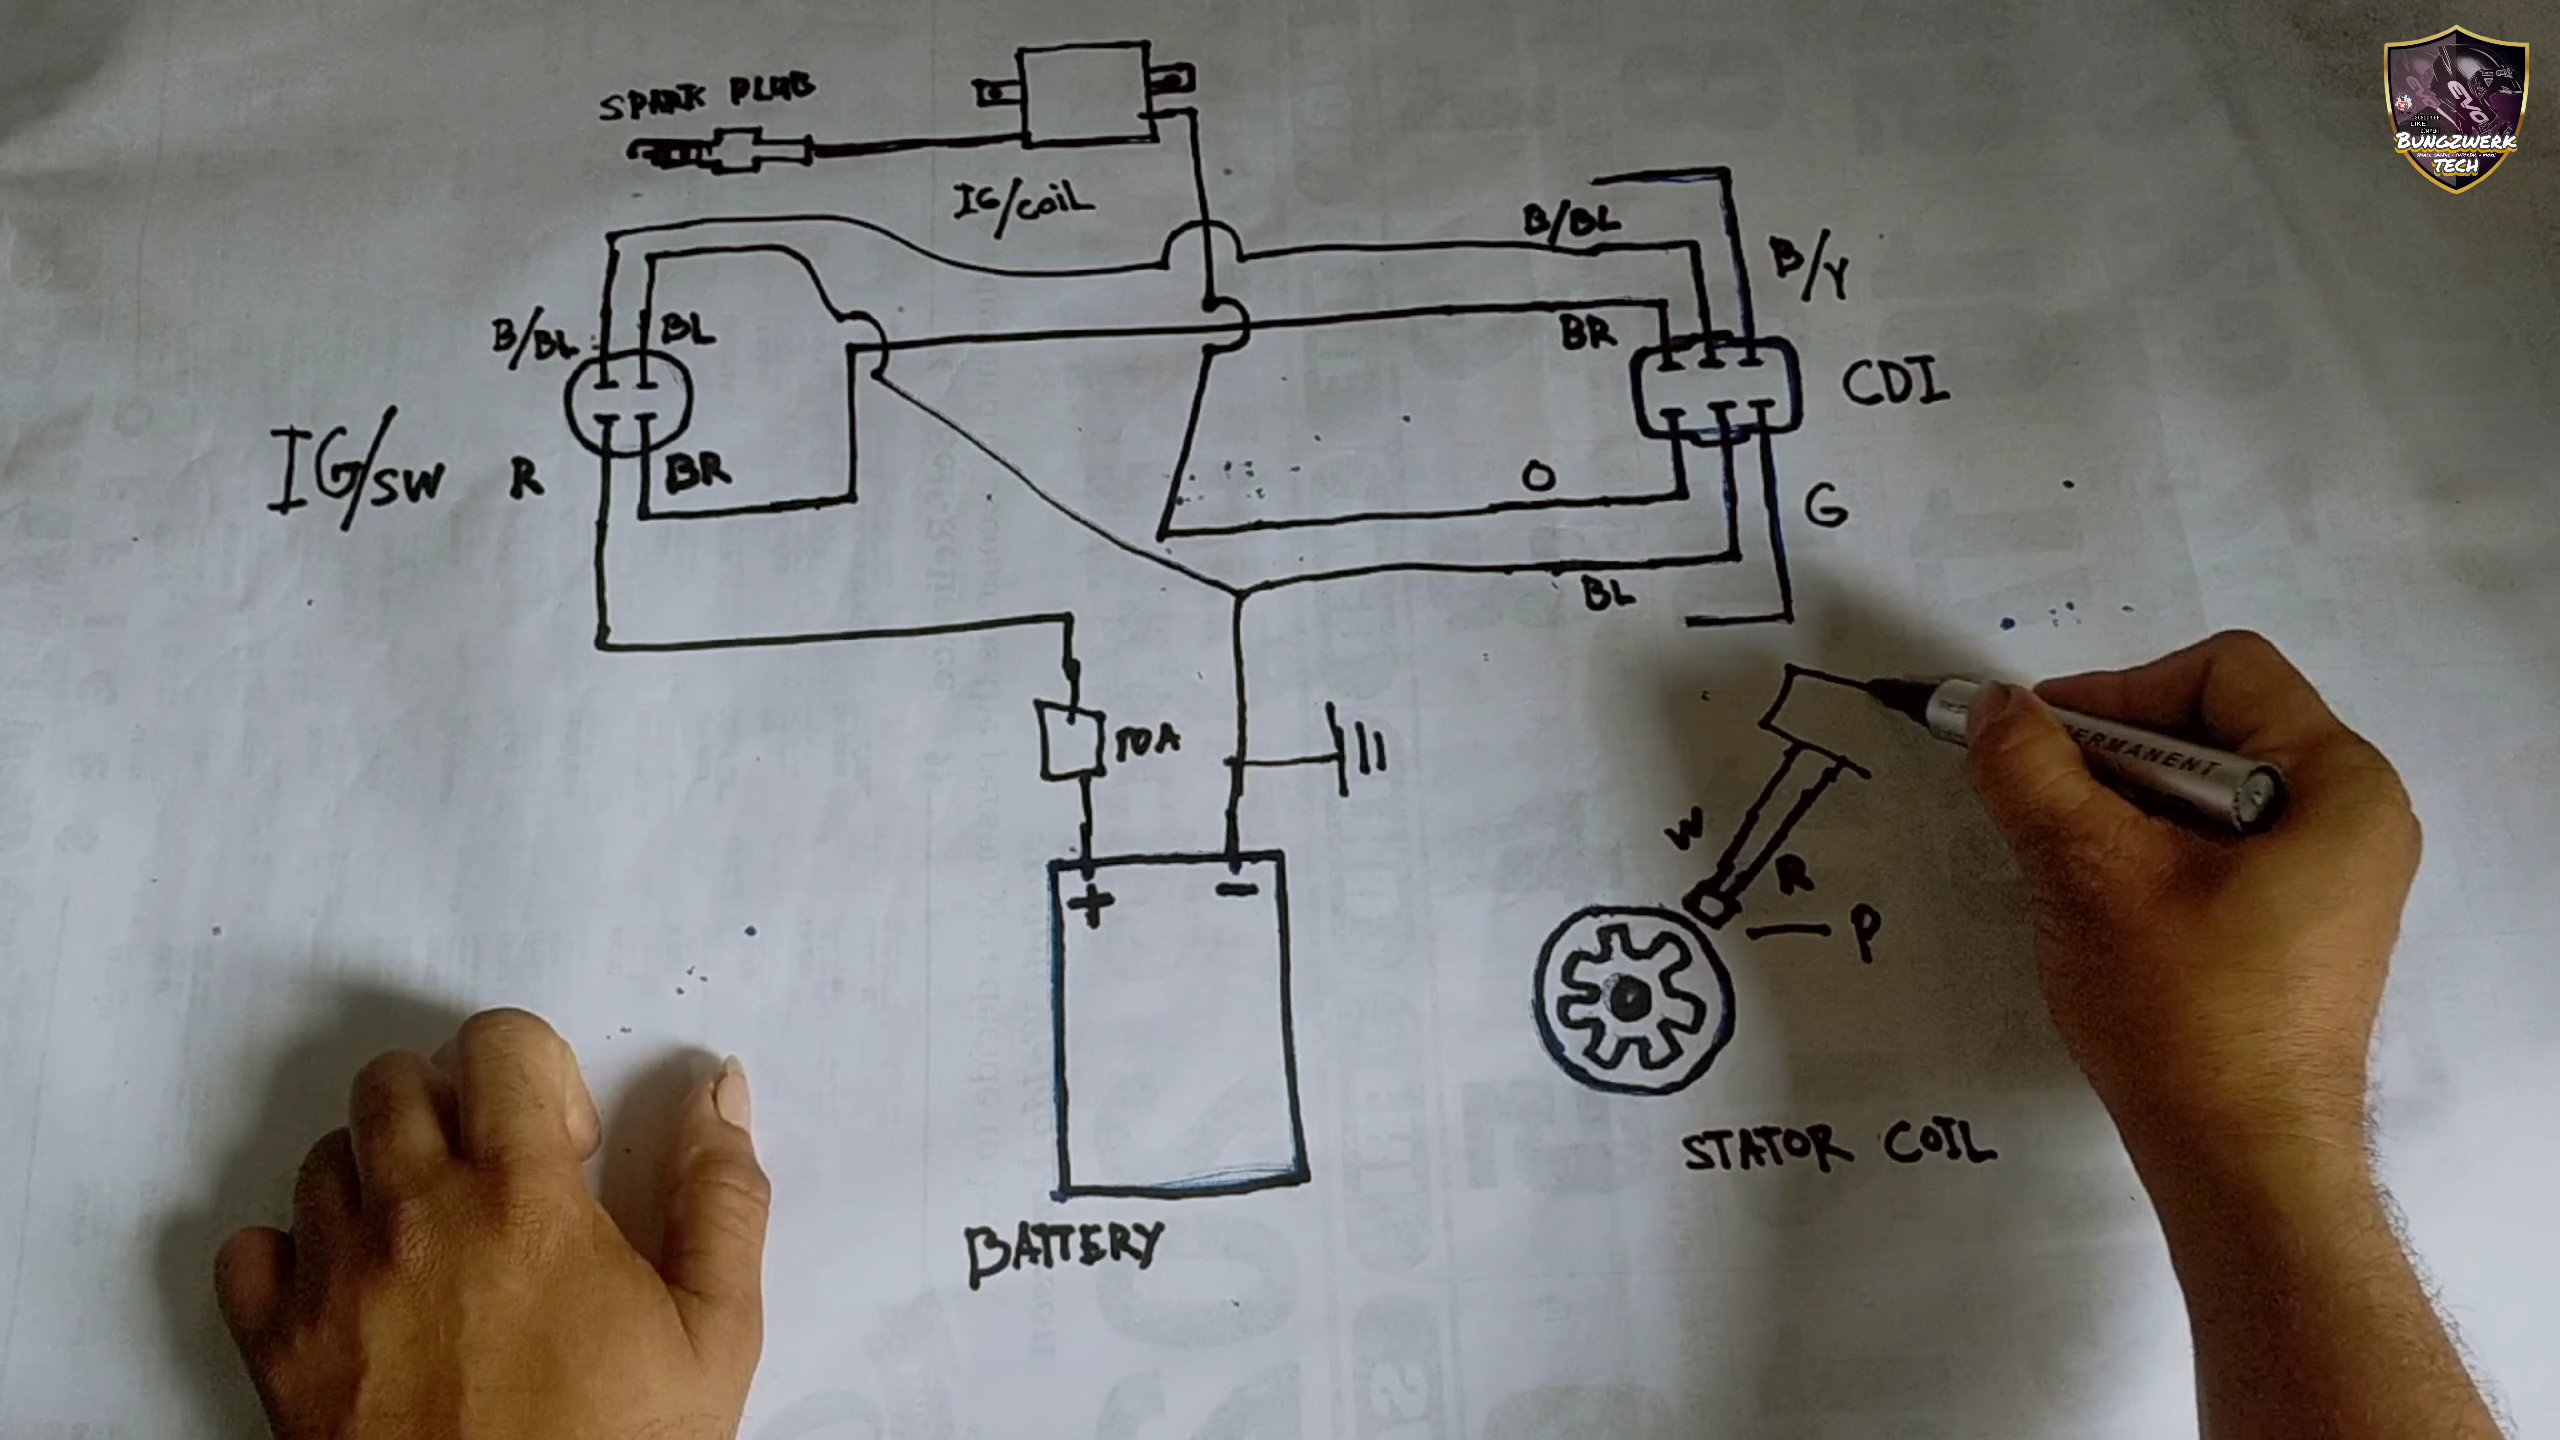 SPARK PLUG
IG/COIL
B/BL
B/Y
B/BL
BL
BR
CDI
IG/SW
R
BR
O
G
BL
10A
W
R
P
+
-
STATOR COIL
BATTERY
PERMANENT
BUNGZWERK
TECH